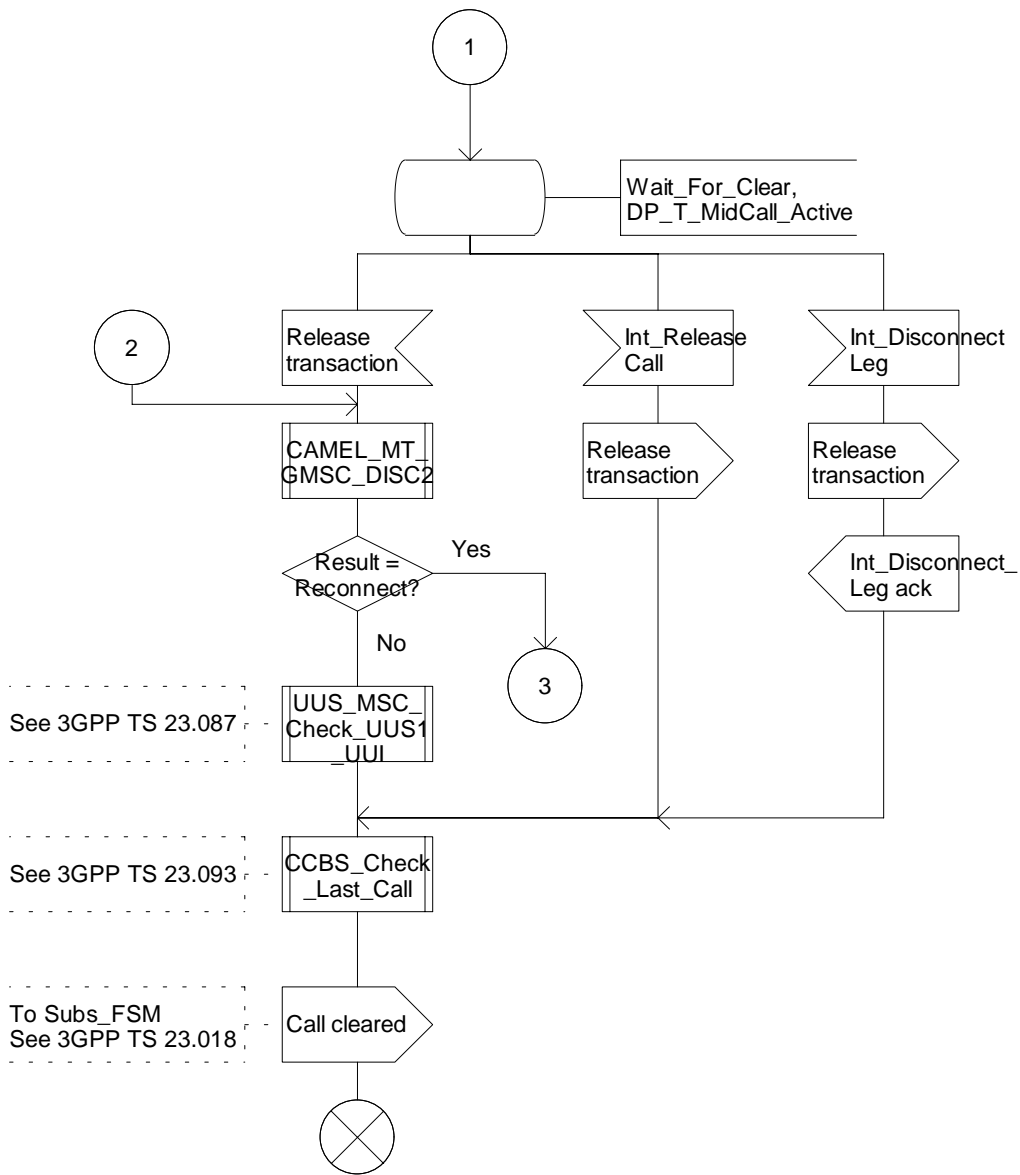 1
Wait_For_Clear,
DP_T_MidCall_Active
Release
transaction
Int_Release
Call
Int_Disconnect
Leg
2
CAMEL_MT_
GMSC_DISC2
Release
transaction
Release
transaction
Result =
Reconnect?
Yes
No
Int_Disconnect_
Leg ack
3
See 3GPP TS 23.087
UUS_MSC_
Check_UUS1
_UUI
See 3GPP TS 23.093
CCBS_Check
_Last_Call
To Subs_FSM
See 3GPP TS 23.018
Call cleared